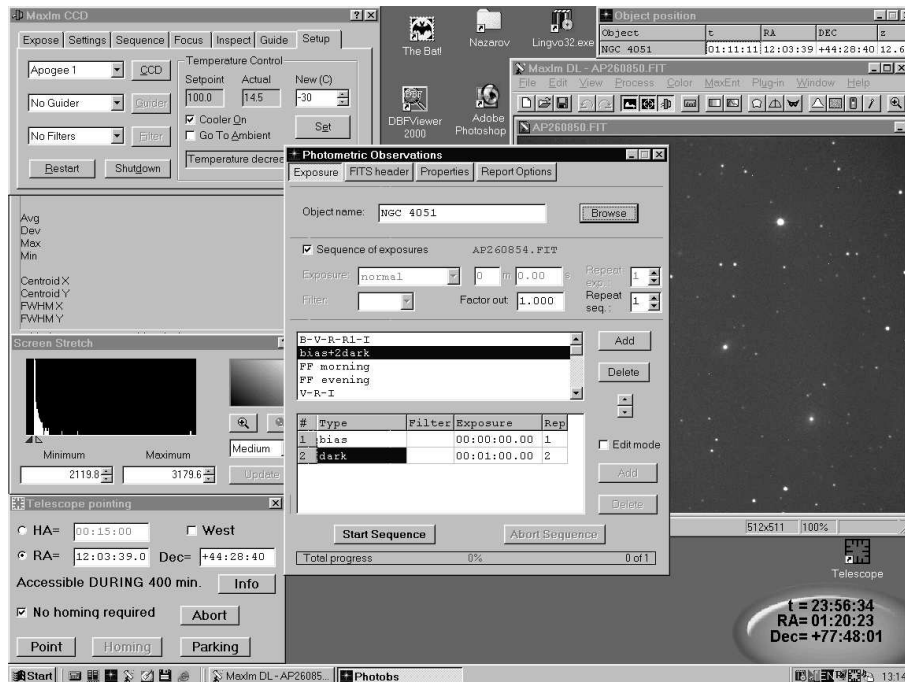 MaxIm CCD
Expose Settings Sequence Focus Inspect Guide Setup
Apogee 1 CCD
No Guider Guider
No Filters Filter
Restart Shutdown
Temperature Control
Setpoint Actual New (C)
100.0 14.5 -30
Cooler On
Go To Ambient
Set
Temperature decree
Avg
Dev
Max
Min
Centroid X
Centroid Y
FWHM X
FWHM Y
Screen Stretch
Medium
Minimum Maximum
2119.8 3179.6 Update
Telescope pointing
HA= 00:15:00 West
RA= 12:03:39.0 Dec= +44:28:40
Accessible DURING 400 min. Info
No homing required Abort
Point Homing Parking
The Bat!
Nazarov
Lingvo32.exe
DBFViewer 2000
Adobe Photoshop
Object position
Object t RA DEC z
NGC 4051 01:11:11 12:03:39 +44:28:40 12.6
MaxIm DL - AP260850.FIT
File Edit View Process Color MaxEnt Plug-in Window Help
AP260850.FIT
Photometric Observations
Exposure FITS header Properties Report Options
Object name: NGC 4051 Browse
Sequence of exposures AP260854.FIT
Exposure: normal 0 m 0.00 s Repeat exp.: 1
Filter: Factor out: 1.000 Repeat seq.: 1
B-V-R-R1-I
bias+2dark
FF morning
FF evening
V-R-I
Add
Delete
# Type Filter Exposure Rep
1 bias 00:00:00.00 1
2 dark 00:01:00.00 2
Edit mode
Add
Delete
Start Sequence Abort Sequence
Total progress 0% 0 of 1
512x511 100%
Telescope
t = 23:56:34
RA= 01:20:23
Dec= +77:48:01
Start MaxIm DL - AP26085... Photobs EN 13:14